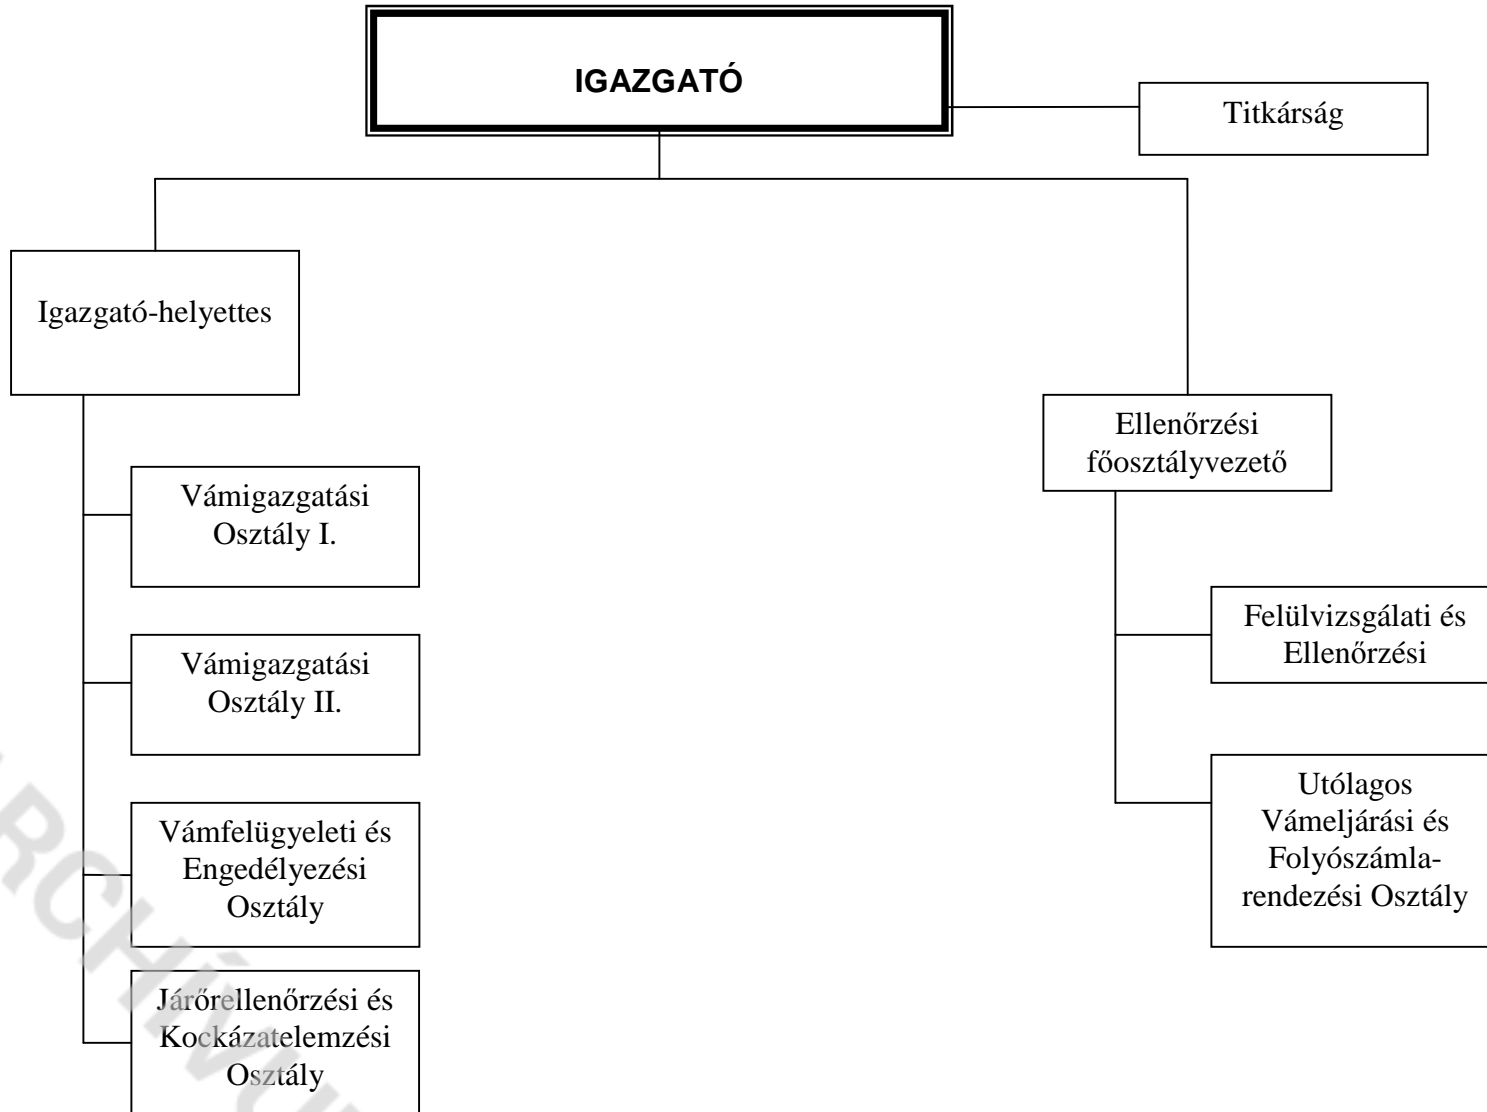 IGAZGATÓ
Titkárság
Igazgató-helyettes
Ellenőrzési
főosztályvezető
Vámigazgatási
Osztály I.
Vámigazgatási
Osztály II.
Vámfelügyeleti és
Engedélyezési
Osztály
Járőrellenőrzési és
Kockázatelemzési
Osztály
Felülvizsgálati és
Ellenőrzési
Utólagos
Vámeljárási és
Folyószámla-
rendezési Osztály